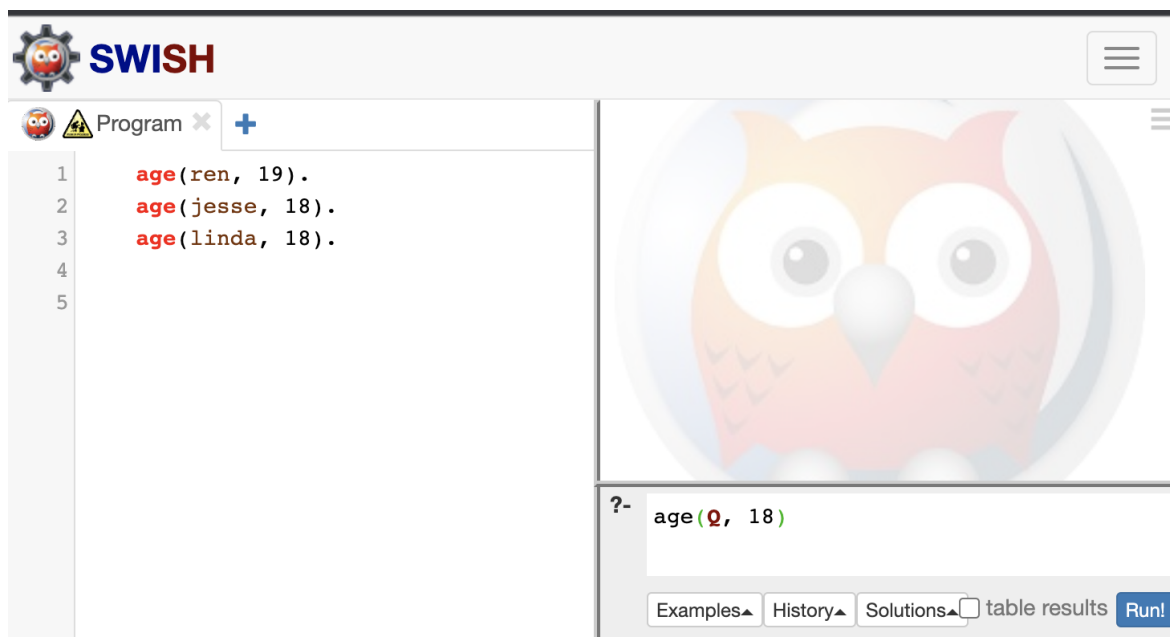 SWISH
Program
1 age(ren, 19).
2 age(jesse, 18).
3 age(linda, 18).
4
5
?- age(Q, 18)
Examples History Solutions table results Run!